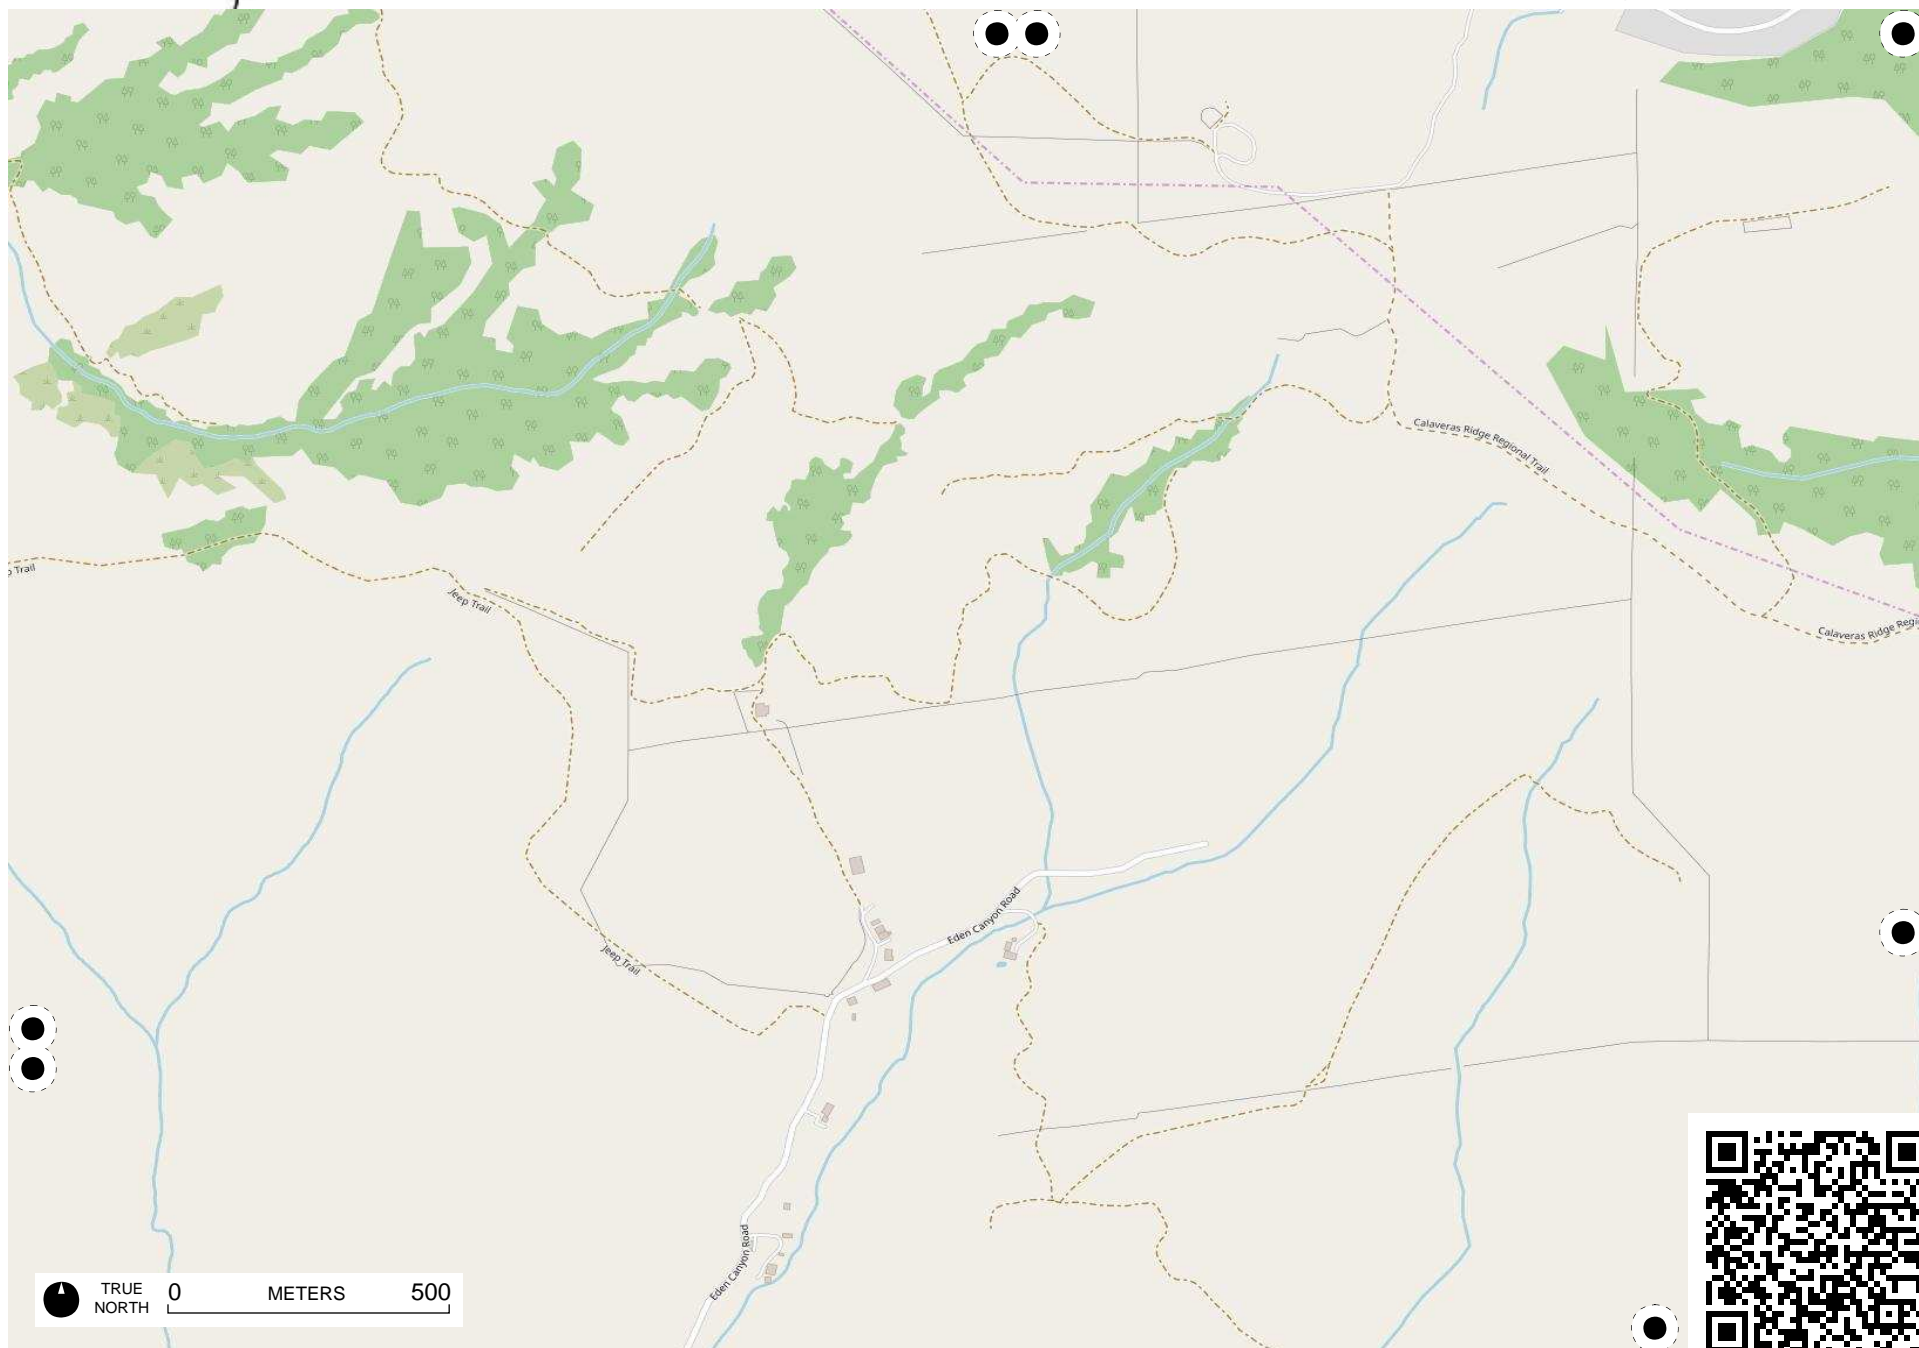 Calaveras Ridge Regional Trail
Trail
Jeep Trail
Calaveras Ridge Regi
Eden Canyon Road
Jeep Trail
Eden Canyon Road
TRUE
NORTH
0 METERS 500